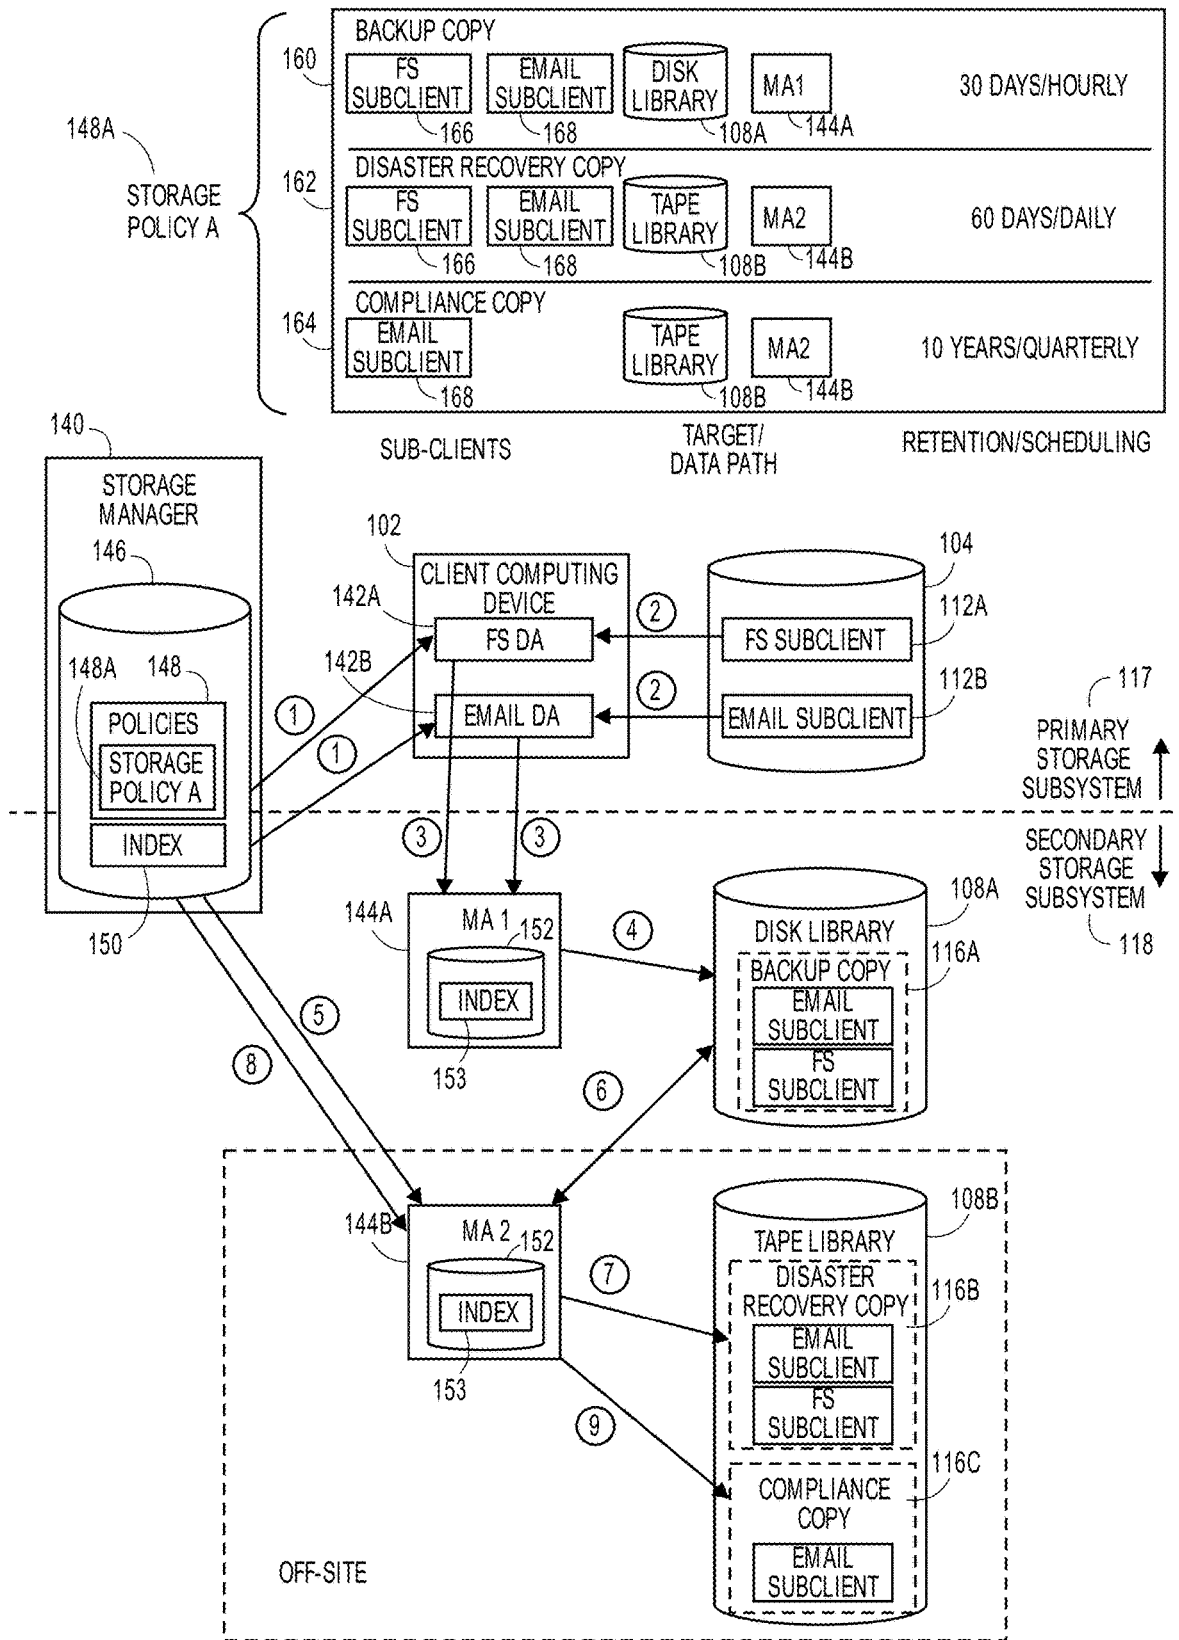 BACKUP COPY
160
FS
SUBCLIENT
166
EMAIL
SUBCLIENT
168
DISK
LIBRARY
108A
MA1
144A
30 DAYS/HOURLY
148A
STORAGE
POLICY A
DISASTER RECOVERY COPY
162
FS
SUBCLIENT
166
EMAIL
SUBCLIENT
168
TAPE
LIBRARY
108B
MA2
144B
60 DAYS/DAILY
COMPLIANCE COPY
164
EMAIL
SUBCLIENT
168
TAPE
LIBRARY
108B
MA2
144B
10 YEARS/QUARTERLY
SUB-CLIENTS
TARGET/
DATA PATH
RETENTION/SCHEDULING
140
STORAGE
MANAGER
146
148A
148
POLICIES
STORAGE
POLICY A
INDEX
150
1
1
102
CLIENT COMPUTING
DEVICE
142A
FS DA
142B
EMAIL DA
2
2
104
FS SUBCLIENT
112A
EMAIL SUBCLIENT
112B
117
PRIMARY
STORAGE
SUBSYSTEM
SECONDARY
STORAGE
SUBSYSTEM
118
3
3
144A
MA 1
152
INDEX
153
4
DISK LIBRARY
108A
BACKUP COPY
116A
EMAIL
SUBCLIENT
FS
SUBCLIENT
5
8
6
144B
MA 2
152
INDEX
153
7
9
TAPE LIBRARY
108B
DISASTER
RECOVERY COPY
116B
EMAIL
SUBCLIENT
FS
SUBCLIENT
COMPLIANCE
COPY
116C
EMAIL
SUBCLIENT
OFF-SITE